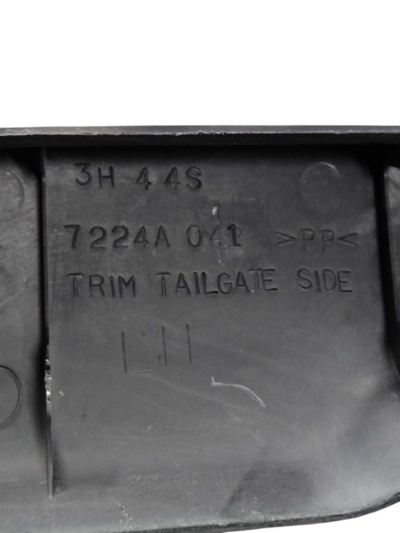 3H 44S
7224A 041 >PP<
TRIM TAILGATE SIDE
LH